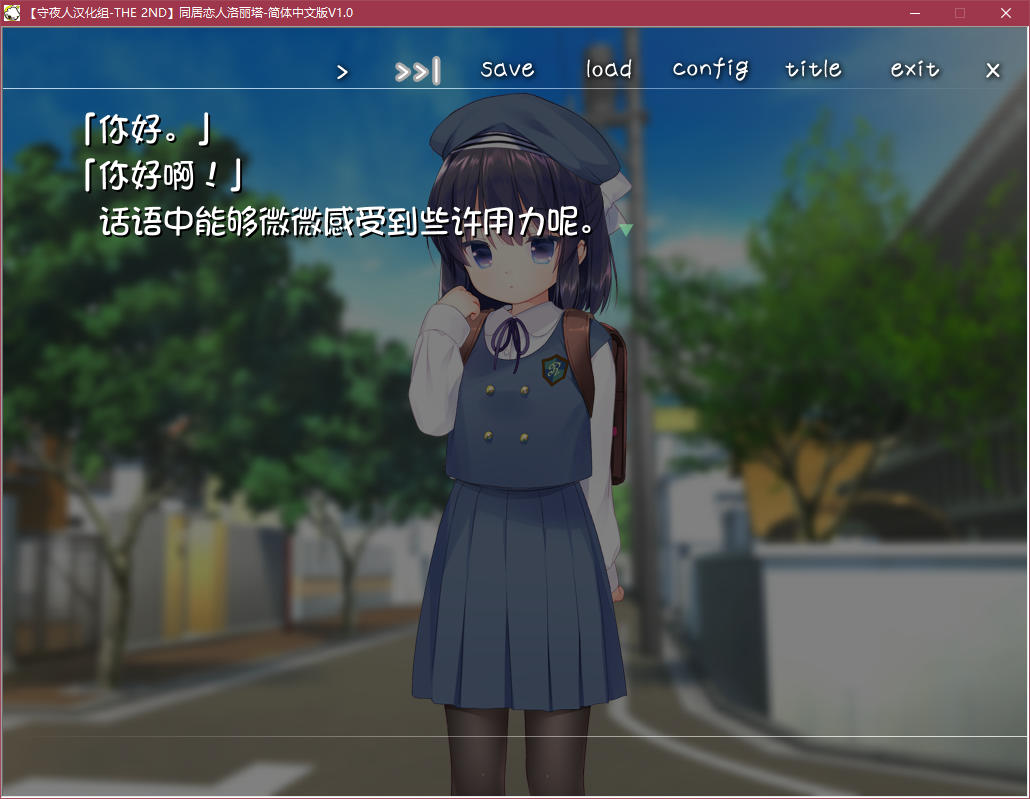 【守夜人汉化组-THE 2ND】同居恋人洛丽塔-简体中文版V1.0
> >>| save load config title exit x
「你好。」
「你好啊！」
话语中能够微微感受到些许用力呢。